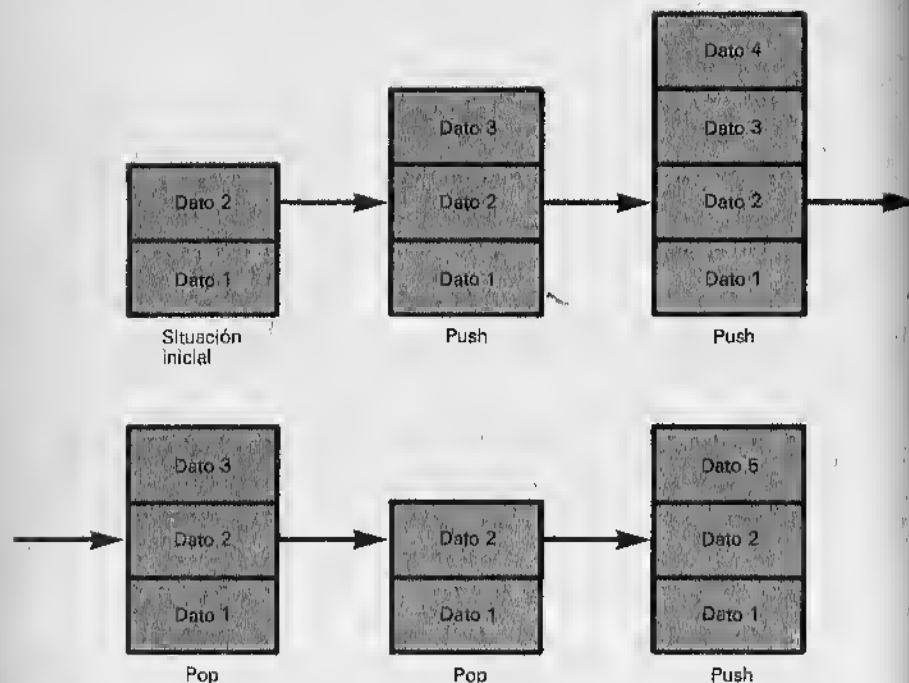 Dato 2
Dato 1
Situación
inicial
Dato 3
Dato 2
Dato 1
Push
Dato 4
Dato 3
Dato 2
Dato 1
Push
Dato 3
Dato 2
Dato 1
Pop
Dato 2
Dato 1
Pop
Dato 5
Dato 2
Dato 1
Push